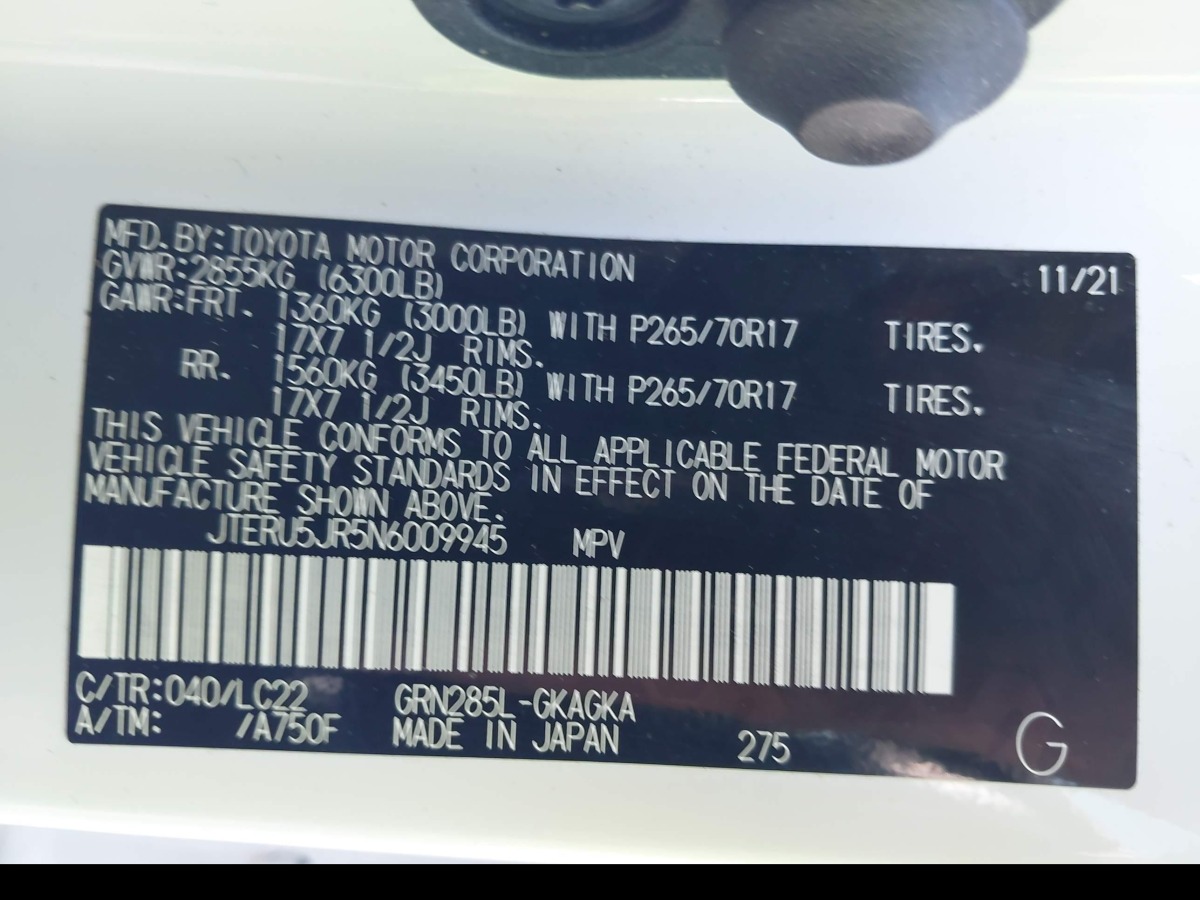 MFD.BY:TOYOTA MOTOR CORPORATION 11/21
GVWR:2855KG (6300LB)
GAWR:FRT. 1360KG (3000LB) WITH P265/70R17 TIRES.
17X7 1/2J RIMS.
RR. 1560KG (3450LB) WITH P265/70R17 TIRES.
17X7 1/2J RIMS.
THIS VEHICLE CONFORMS TO ALL APPLICABLE FEDERAL MOTOR
VEHICLE SAFETY STANDARDS IN EFFECT ON THE DATE OF
MANUFACTURE SHOWN ABOVE.
JTERU5JR5N6009945 MPV
C/TR:040/LC22 GRN285L-GKAGKA
A/TM: /A750F MADE IN JAPAN 275 G